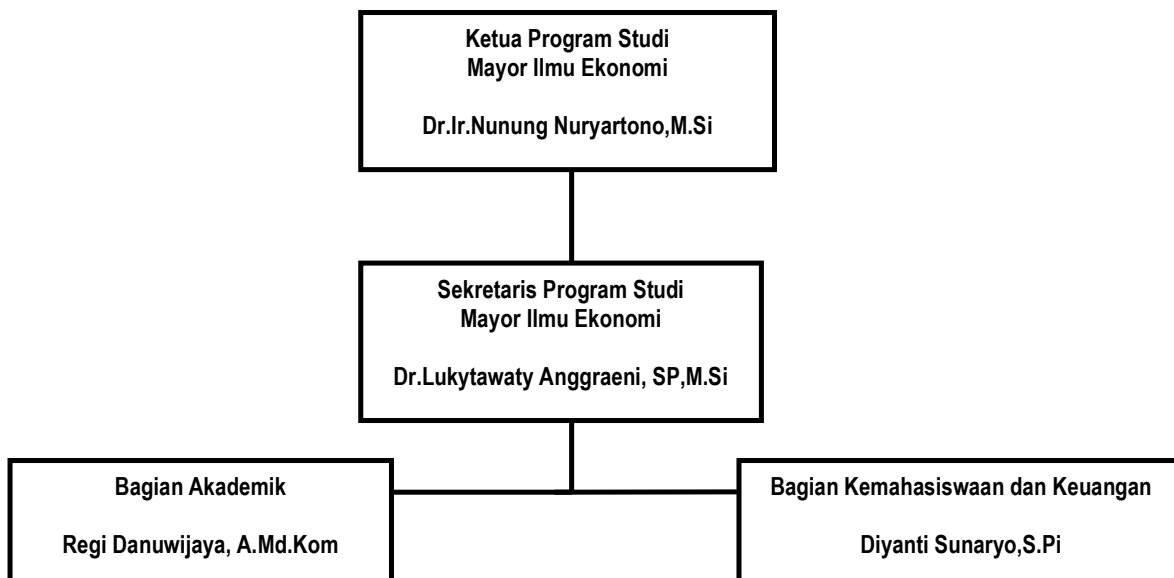 Ketua Program Studi
Mayor Ilmu Ekonomi
Dr.Ir.Nunung Nuryartono,M.Si
Sekretaris Program Studi
Mayor Ilmu Ekonomi
Dr.Lukytawaty Anggraeni, SP,M.Si
Bagian Akademik
Regi Danuwijaya, A.Md.Kom
Bagian Kemahasiswaan dan Keuangan
Diyanti Sunaryo,S.Pi